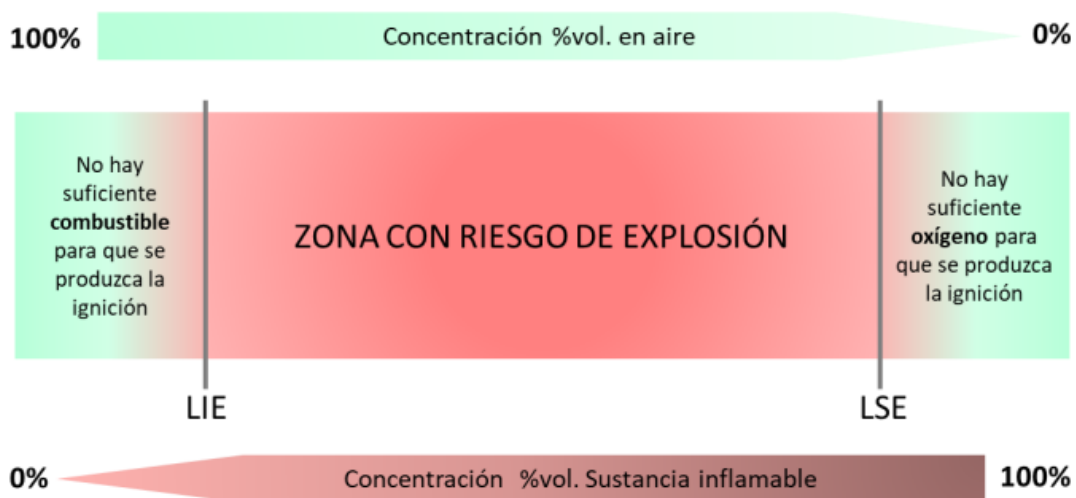 100%
Concentración %vol. en aire
0%
No hay
suficiente
combustible
para que se
produzca la
ignición
ZONA CON RIESGO DE EXPLOSIÓN
No hay
suficiente
oxígeno para
que se produzca
la ignición
LIE
LSE
0%
Concentración %vol. Sustancia inflamable
100%